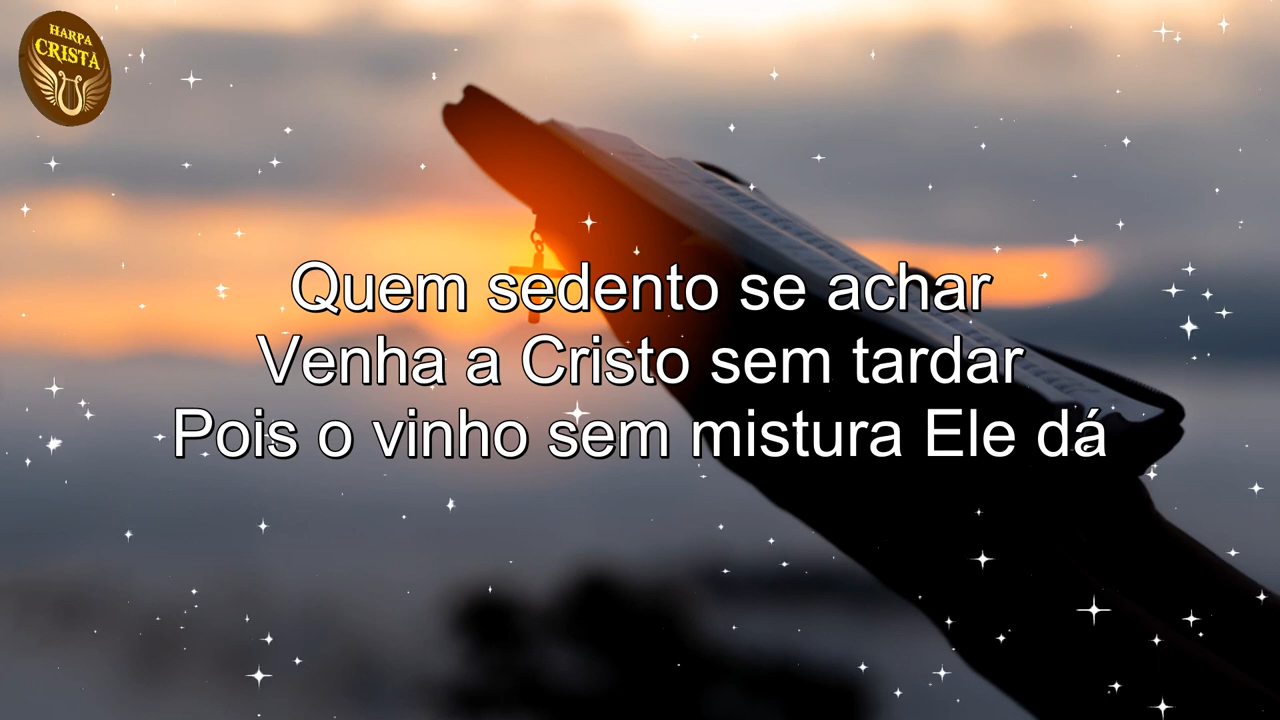 HARPA
CRISTÃ
Quem sedento se achar
Venha a Cristo sem tardar
Pois o vinho sem mistura Ele dá